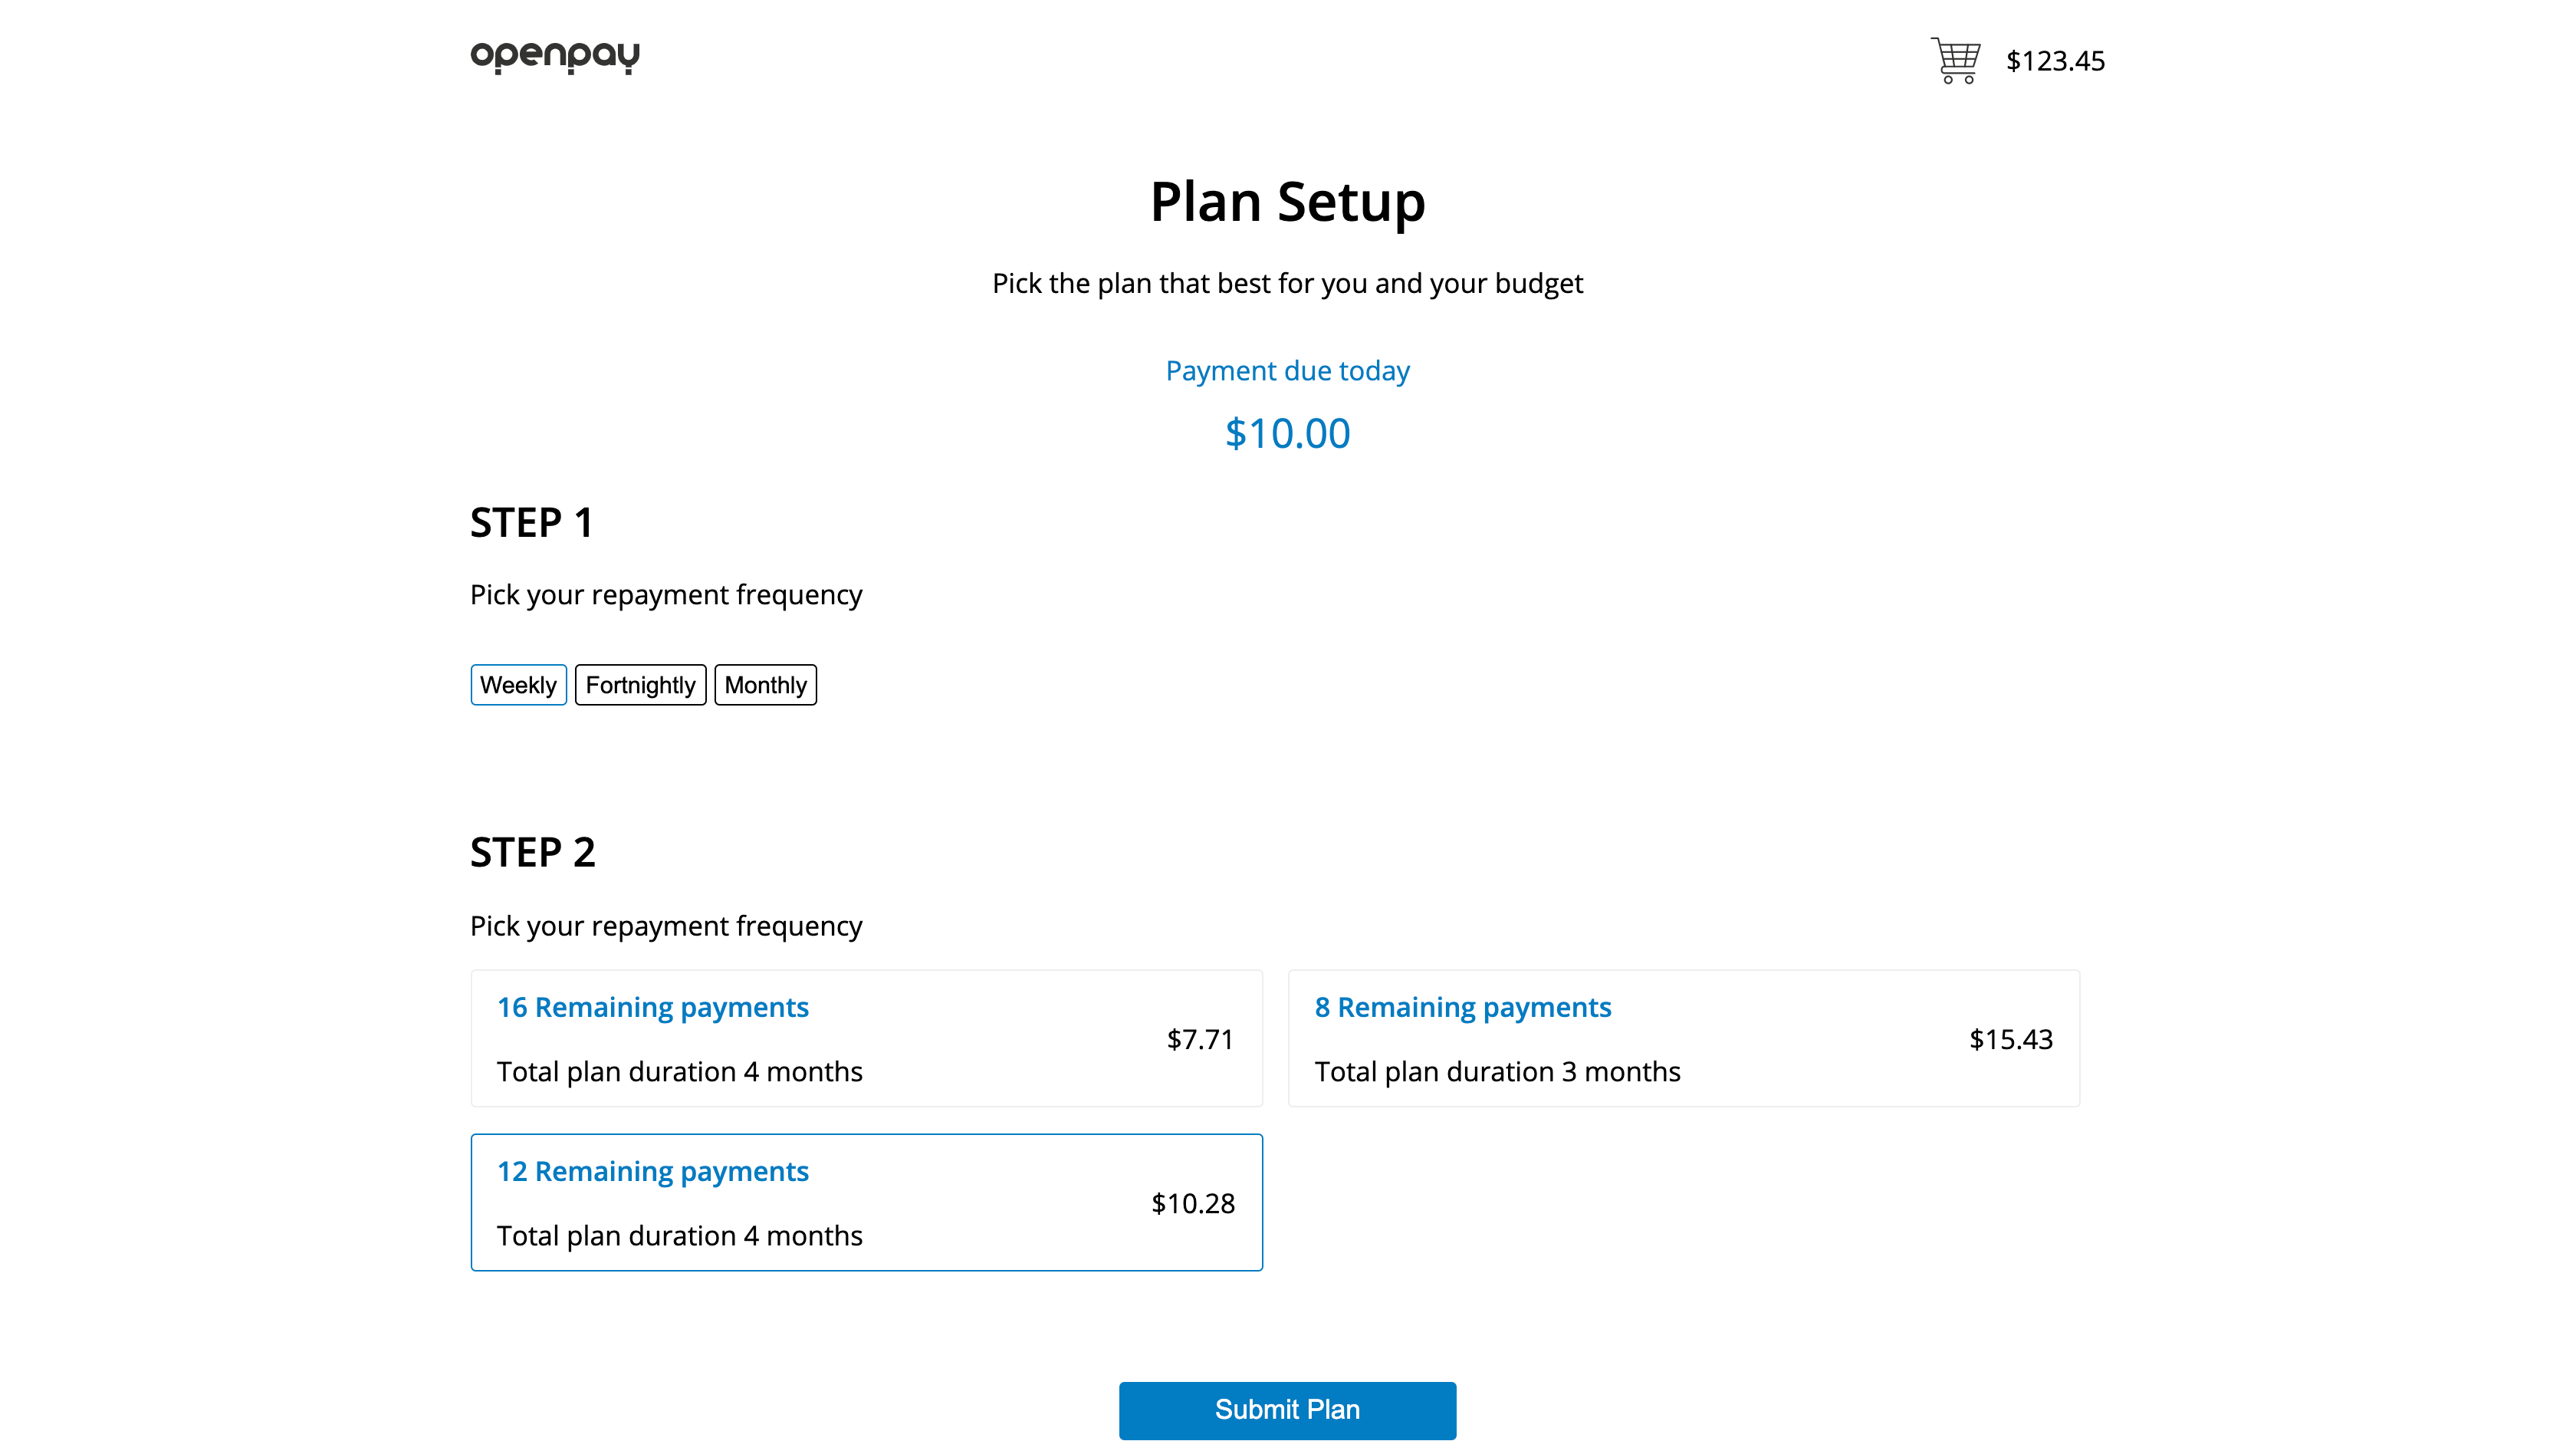 openpay
$123.45
Plan Setup
Pick the plan that best for you and your budget
Payment due today
$10.00
STEP 1
Pick your repayment frequency
Weekly Fortnightly Monthly
STEP 2
Pick your repayment frequency
16 Remaining payments
$7.71
Total plan duration 4 months
8 Remaining payments
$15.43
Total plan duration 3 months
12 Remaining payments
$10.28
Total plan duration 4 months
Submit Plan